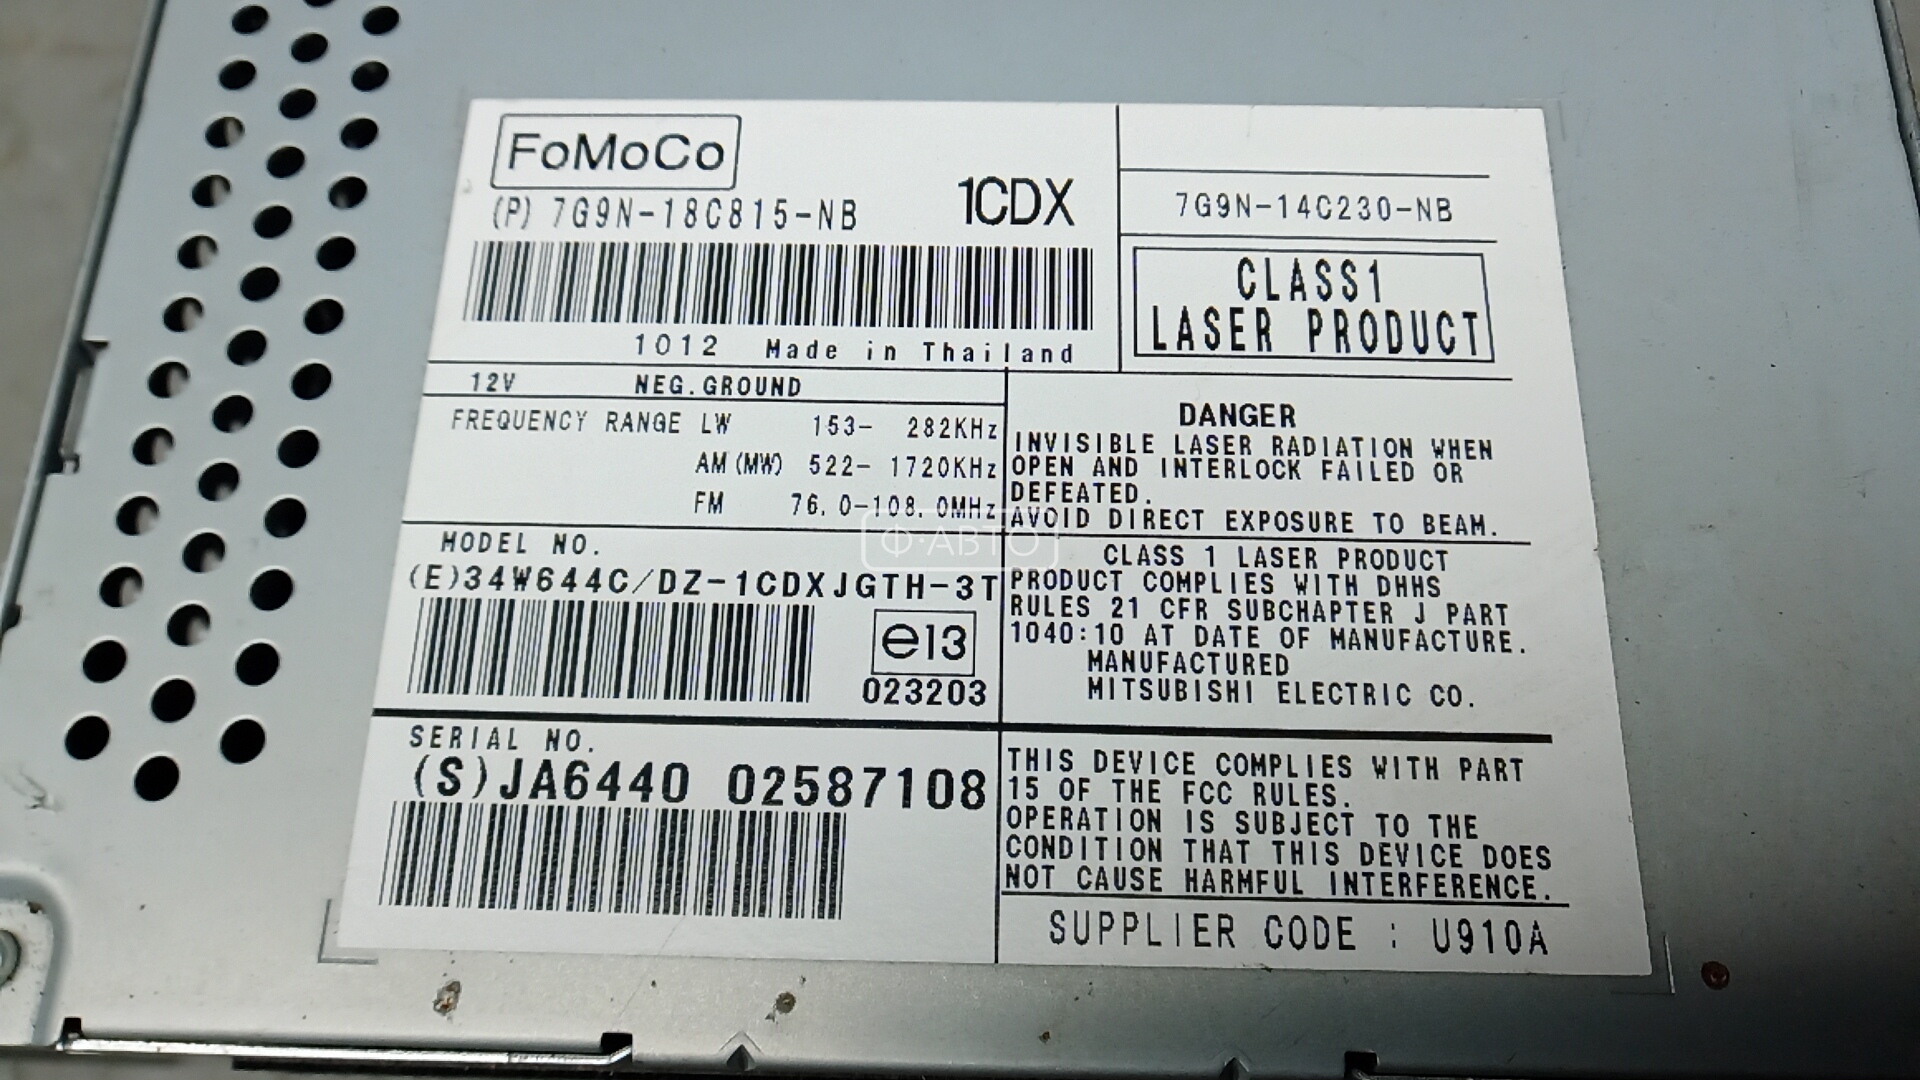 FoMoCo
(P) 7G9N-18C815-NB 1CDX
1012 Made in Thailand
7G9N-14C230-NB
CLASS1
LASER PRODUCT
12V NEG.GROUND
FREQUENCY RANGE LW 153- 282KHz
AM(MW) 522- 1720KHz
FM 76.0-108.0MHz
DANGER
INVISIBLE LASER RADIATION WHEN
OPEN AND INTERLOCK FAILED OR
DEFEATED.
AVOID DIRECT EXPOSURE TO BEAM.
Ф·АВТО
MODEL NO.
(E)34W644C/DZ-1CDXJGTH-3T
e13
023203
CLASS 1 LASER PRODUCT
PRODUCT COMPLIES WITH DHHS
RULES 21 CFR SUBCHAPTER J PART
1040:10 AT DATE OF MANUFACTURE.
MANUFACTURED
MITSUBISHI ELECTRIC CO.
SERIAL NO.
(S)JA6440 02587108
THIS DEVICE COMPLIES WITH PART
15 OF THE FCC RULES.
OPERATION IS SUBJECT TO THE
CONDITION THAT THIS DEVICE DOES
NOT CAUSE HARMFUL INTERFERENCE.
SUPPLIER CODE : U910A